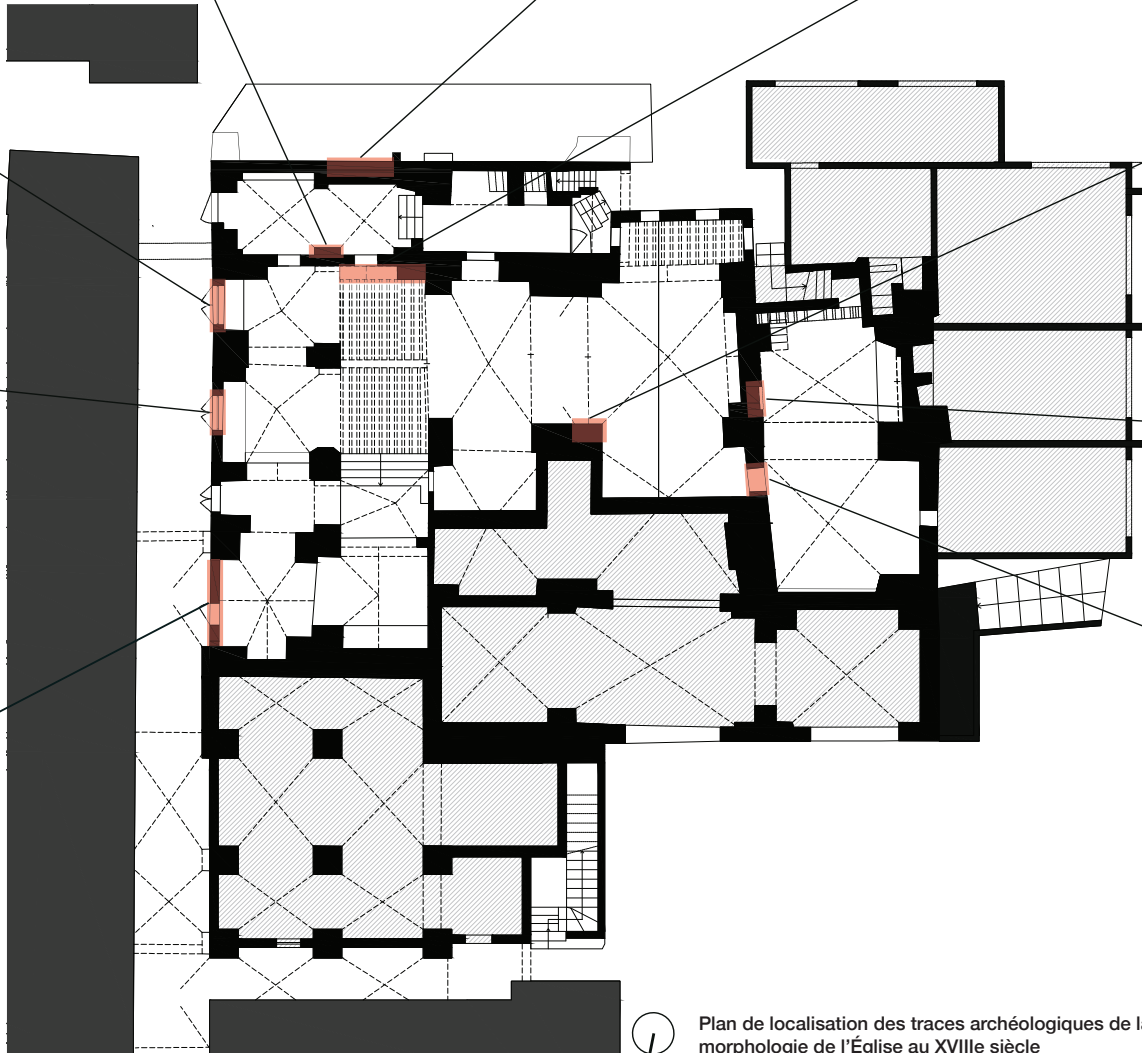 Plan de localisation des traces archéologiques de la
morphologie de l’Église au XVIIIe siècle